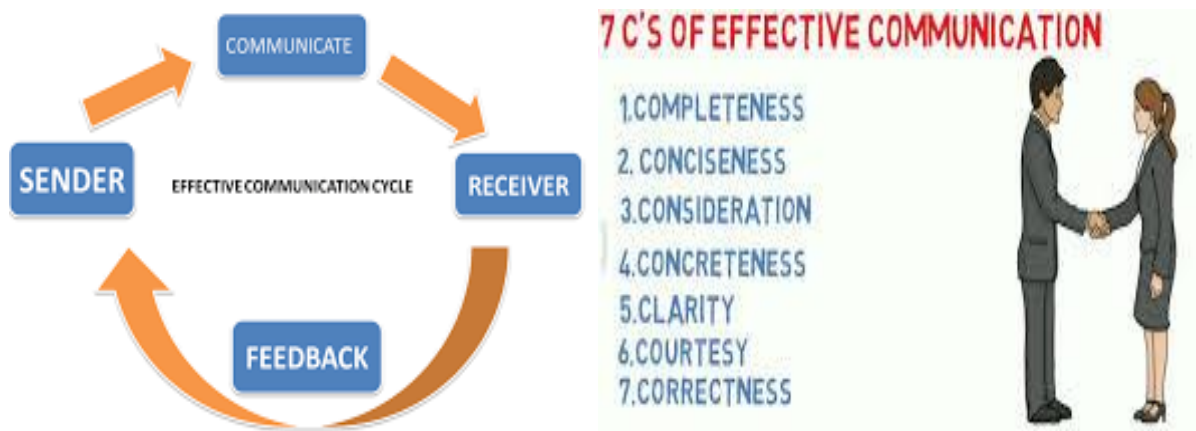 COMMUNICATE
SENDER
EFFECTIVE COMMUNICATION CYCLE
RECEIVER
FEEDBACK
7 C'S OF EFFECTIVE COMMUNICATION
1.COMPLETENESS
2. CONCISENESS
3.CONSIDERATION
4.CONCRETENESS
5.CLARITY
6.COURTESY
7.CORRECTNESS